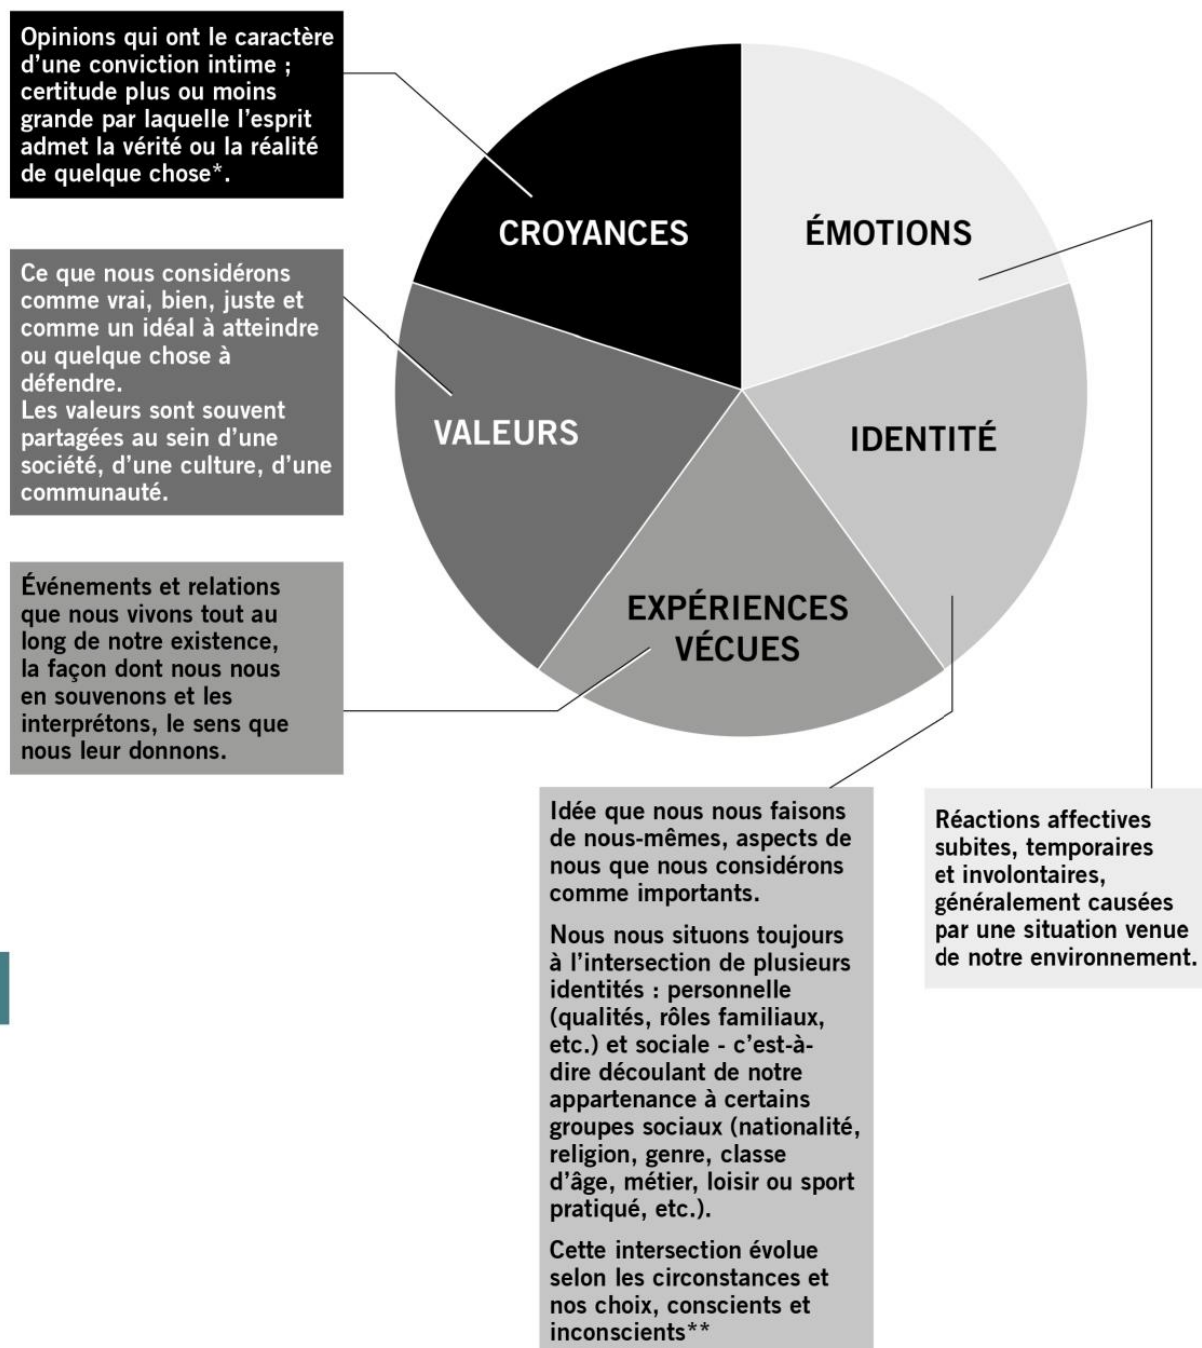 Opinions qui ont le caractère
d'une conviction intime ;
certitude plus ou moins
grande par laquelle l'esprit
admet la vérité ou la réalité
de quelque chose*.
CROYANCES
ÉMOTIONS
Ce que nous considérons
comme vrai, bien, juste et
comme un idéal à atteindre
ou quelque chose à
défendre.
Les valeurs sont souvent
partagées au sein d'une
société, d'une culture, d'une
communauté.
VALEURS
IDENTITÉ
Événements et relations
que nous vivons tout au
long de notre existence,
la façon dont nous nous
en souvenons et les
interprétons, le sens que
nous leur donnons.
EXPÉRIENCES
VÉCUES
Idée que nous nous faisons
de nous-mêmes, aspects de
nous que nous considérons
comme importants.
Nous nous situons toujours
à l'intersection de plusieurs
identités : personnelle
(qualités, rôles familiaux,
etc.) et sociale - c'est-à-
dire découlant de notre
appartenance à certains
groupes sociaux (nationalité,
religion, genre, classe
d'âge, métier, loisir ou sport
pratiqué, etc.).
Cette intersection évolue
selon les circonstances et
nos choix, conscients et
inconscients**
Réactions affectives
subites, temporaires
et involontaires,
généralement causées
par une situation venue
de notre environnement.